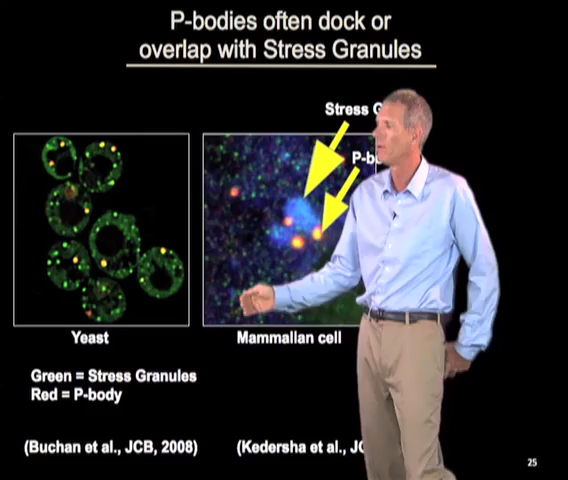 P-bodies often dock or
overlap with Stress Granules
Stress
Yeast
Mammalian cell
Green = Stress Granules
Red = P-body
(Buchan et al., JCB, 2008)
(Kedersha et al.,
25